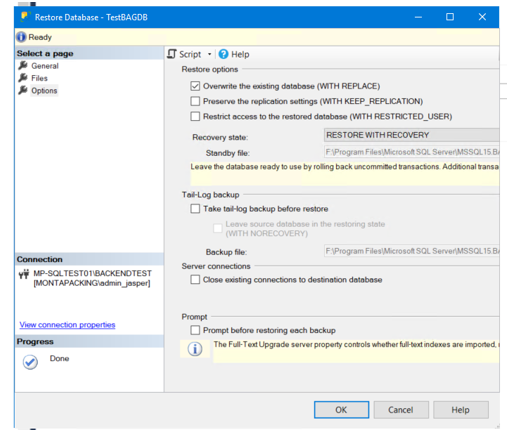 Restore Database - TestBAGDB
Ready
Select a page
General
Files
Options
Script
Help
Restore options
Overwrite the existing database (WITH REPLACE)
Preserve the replication settings (WITH KEEP_REPLICATION)
Restrict access to the restored database (WITH RESTRICTED_USER)
Recovery state:
RESTORE WITH RECOVERY
Standby file:
F:\Program Files\Microsoft SQL Server\MSSQL15.BA
Leave the database ready to use by rolling back uncommitted transactions. Additional transa
Tail-Log backup
Take tail-log backup before restore
Leave source database in the restoring state
(WITH NORECOVERY)
Backup file:
F:\Program Files\Microsoft SQL Server\MSSQL15.BA
Server connections
Close existing connections to destination database
Prompt
Prompt before restoring each backup
The Full-Text Upgrade server property controls whether full-text indexes are imported,
Connection
MP-SQLTEST01\BACKENDTEST
[MONTAPACKING\admin_jasper]
View connection properties
Progress
Done
OK
Cancel
Help